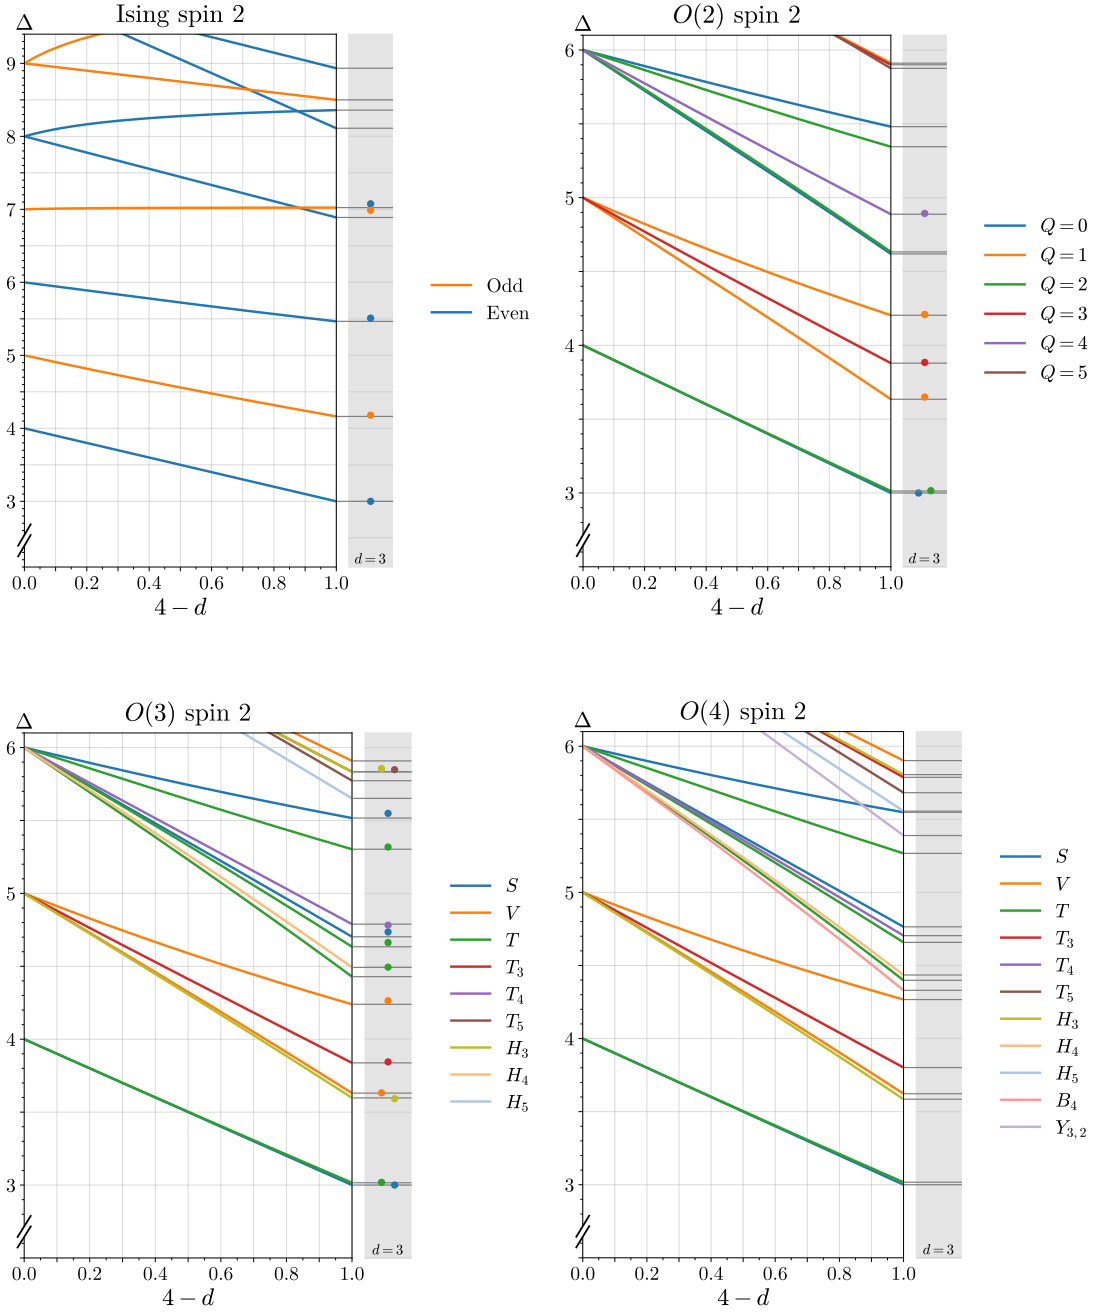 Ising spin 2
Δ
9
8
7
6
5
4
3
0.0 0.2 0.4 0.6 0.8 1.0
4 − d
d = 3
Odd
Even
O(2) spin 2
Δ
6
5
4
3
0.0 0.2 0.4 0.6 0.8 1.0
4 − d
d = 3
Q = 0
Q = 1
Q = 2
Q = 3
Q = 4
Q = 5
O(3) spin 2
Δ
6
5
4
3
0.0 0.2 0.4 0.6 0.8 1.0
4 − d
d = 3
S
V
T
T₃
T₄
T₅
H₃
H₄
H₅
O(4) spin 2
Δ
6
5
4
3
0.0 0.2 0.4 0.6 0.8 1.0
4 − d
d = 3
S
V
T
T₃
T₄
T₅
H₃
H₄
H₅
B₄
Y₃,₂